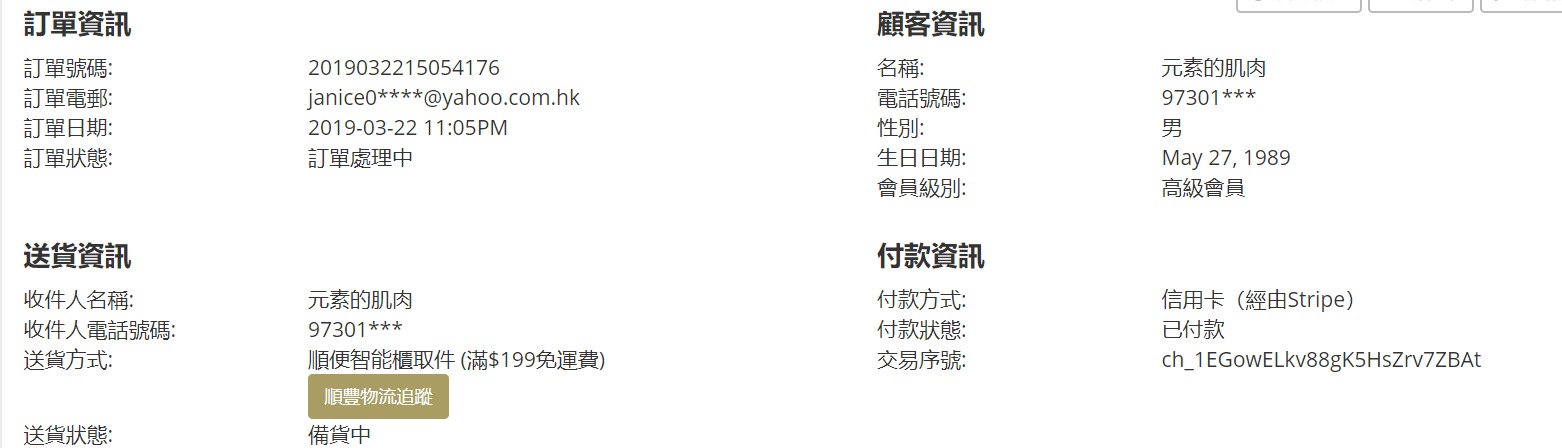 訂單資訊
訂單號碼: 2019032215054176
訂單電郵: janice0****@yahoo.com.hk
訂單日期: 2019-03-22 11:05PM
訂單狀態: 訂單處理中
顧客資訊
名稱: 元素的肌肉
電話號碼: 97301***
性別: 男
生日日期: May 27, 1989
會員級別: 高級會員
送貨資訊
收件人名稱: 元素的肌肉
收件人電話號碼: 97301***
送貨方式: 順便智能櫃取件 (滿$199免運費)
順豐物流追蹤
送貨狀態: 備貨中
付款資訊
付款方式: 信用卡（經由Stripe）
付款狀態: 已付款
交易序號: ch_1EGowELkv88gK5HsZrv7ZBAt